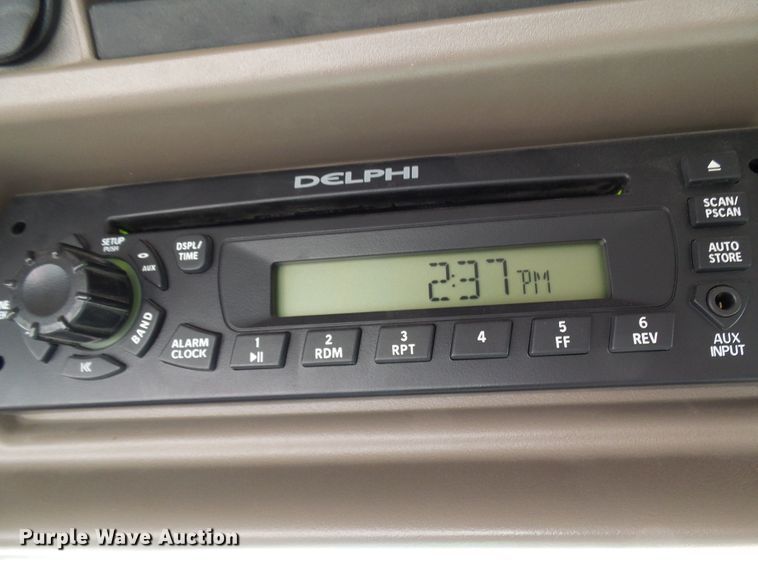 DELPHI
SCAN/
PSCAN
SETUP
PUSH
DSPL/
TIME
AUX
AUTO
STORE
2:37 PM
BAND
ALARM
CLOCK
1
2
RDM
3
RPT
4
5
FF
6
REV
AUX
INPUT
Purple Wave Auction